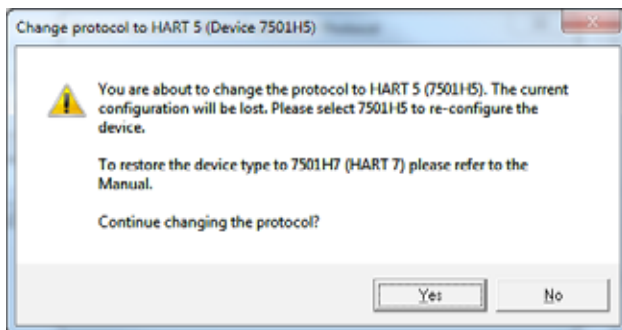 Change protocol to HART 5 (Device 7501H5)
You are about to change the protocol to HART 5 (7501H5). The current
configuration will be lost. Please select 7501H5 to re-configure the
device.
To restore the device type to 7501H7 (HART 7) please refer to the
Manual.
Continue changing the protocol?
Yes
No